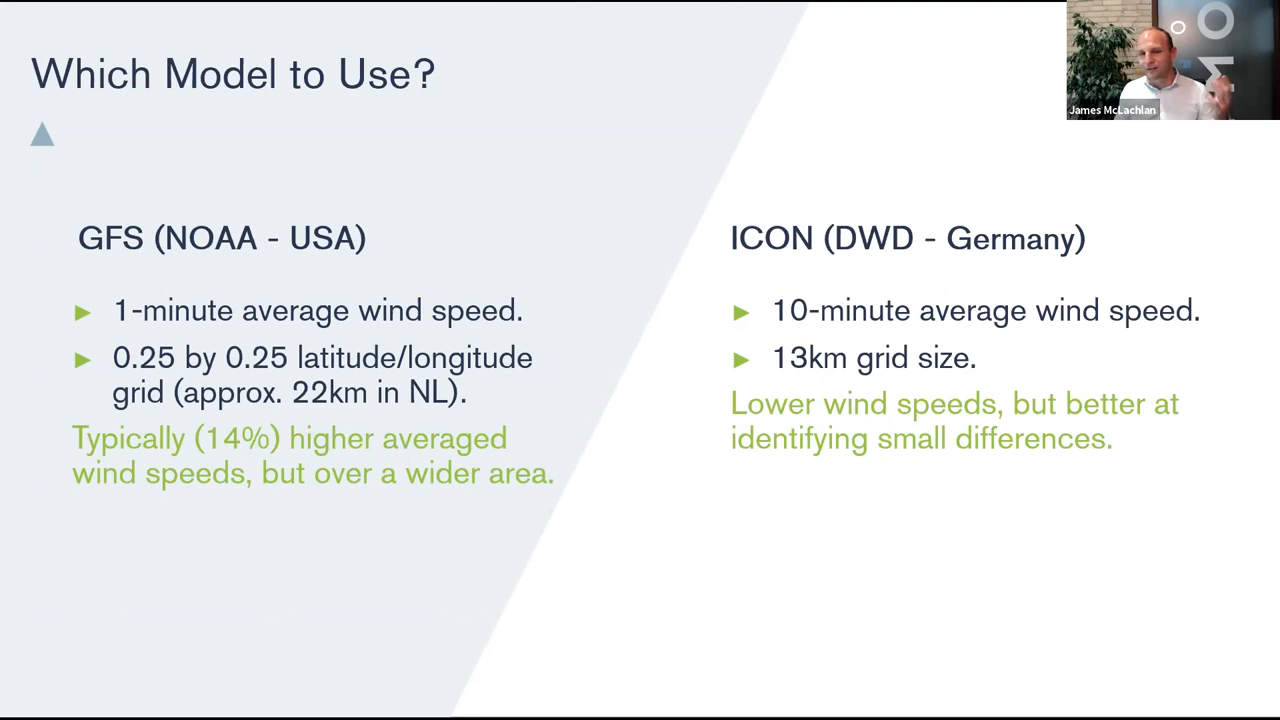 Which Model to Use?
GFS (NOAA - USA)
► 1-minute average wind speed.
► 0.25 by 0.25 latitude/longitude
grid (approx. 22km in NL).
Typically (14%) higher averaged
wind speeds, but over a wider area.
ICON (DWD - Germany)
► 10-minute average wind speed.
► 13km grid size.
Lower wind speeds, but better at
identifying small differences.
James McLachlan